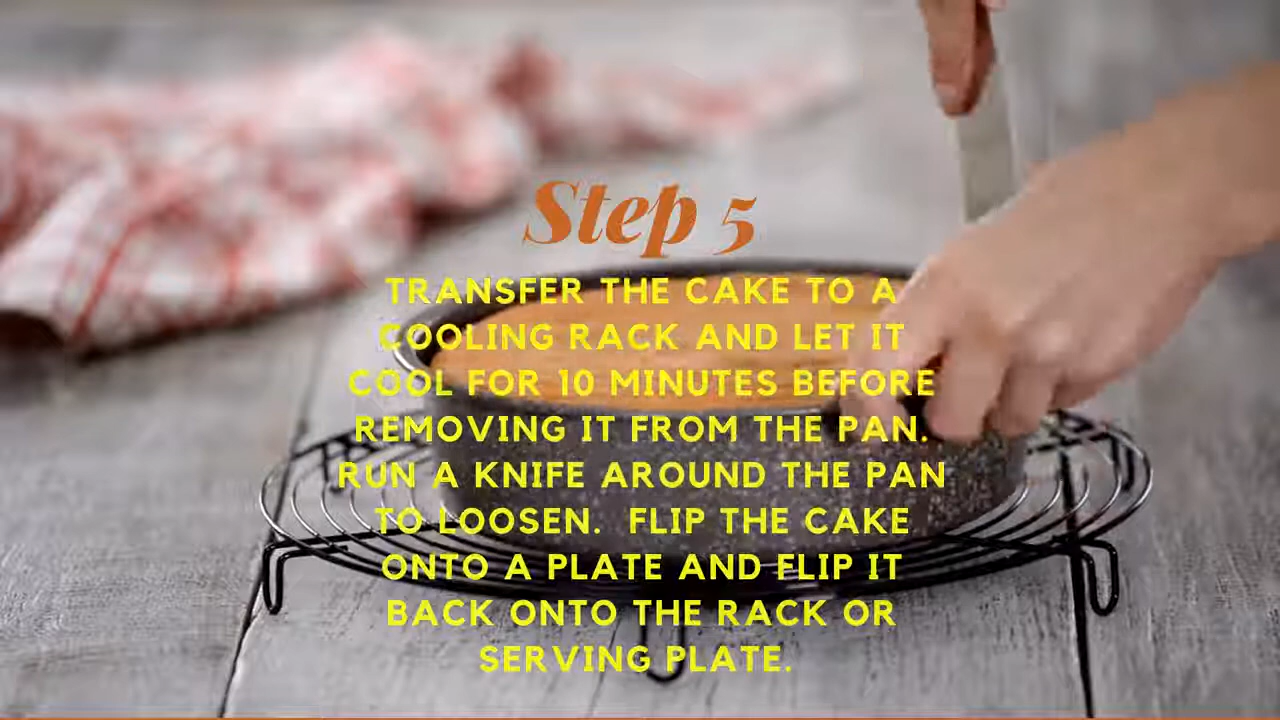 Step 5
TRANSFER THE CAKE TO A
COOLING RACK AND LET IT
COOL FOR 10 MINUTES BEFORE
REMOVING IT FROM THE PAN.
RUN A KNIFE AROUND THE PAN
TO LOOSEN.  FLIP THE CAKE
ONTO A PLATE AND FLIP IT
BACK ONTO THE RACK OR
SERVING PLATE.